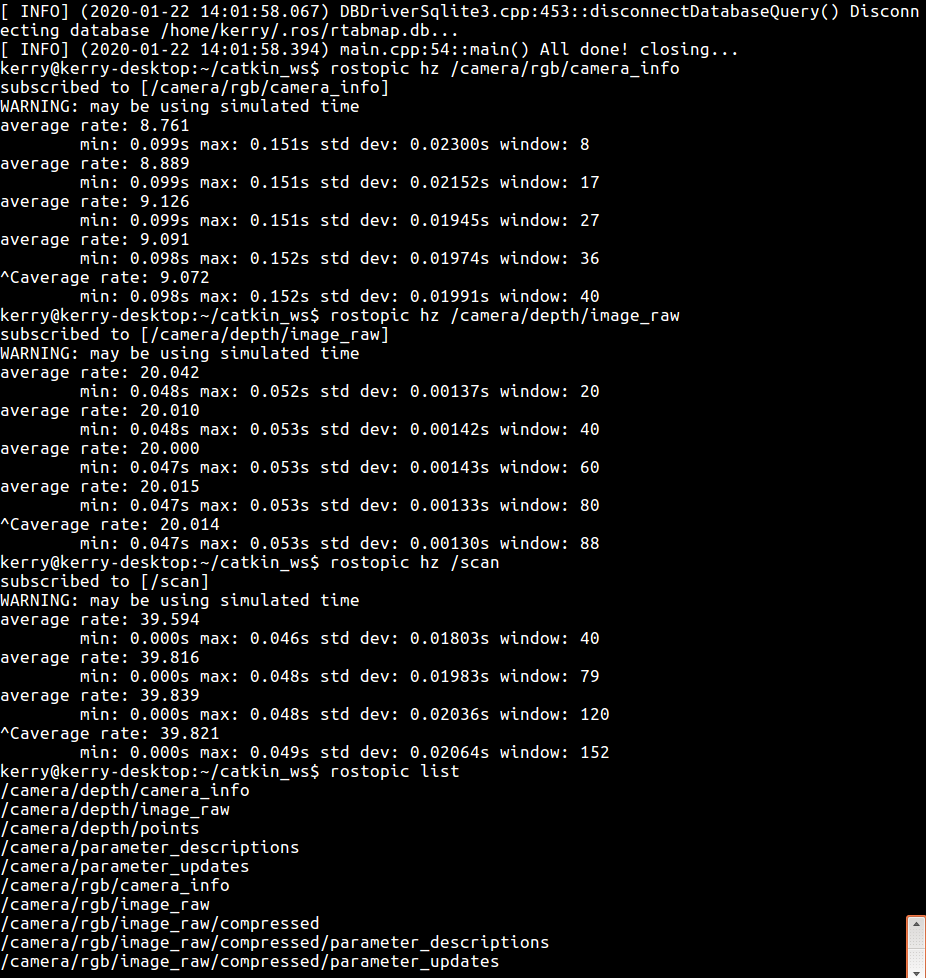 [ INFO] (2020-01-22 14:01:58.067) DBDriverSqlite3.cpp:453::disconnectDatabaseQuery() Disconn
ecting database /home/kerry/.ros/rtabmap.db...
[ INFO] (2020-01-22 14:01:58.394) main.cpp:54::main() All done! closing...
kerry@kerry-desktop:~/catkin_ws$ rostopic hz /camera/rgb/camera_info
subscribed to [/camera/rgb/camera_info]
WARNING: may be using simulated time
average rate: 8.761
        min: 0.099s max: 0.151s std dev: 0.02300s window: 8
average rate: 8.889
        min: 0.099s max: 0.151s std dev: 0.02152s window: 17
average rate: 9.126
        min: 0.099s max: 0.151s std dev: 0.01945s window: 27
average rate: 9.091
        min: 0.098s max: 0.152s std dev: 0.01974s window: 36
^Caverage rate: 9.072
        min: 0.098s max: 0.152s std dev: 0.01991s window: 40
kerry@kerry-desktop:~/catkin_ws$ rostopic hz /camera/depth/image_raw
subscribed to [/camera/depth/image_raw]
WARNING: may be using simulated time
average rate: 20.042
        min: 0.048s max: 0.052s std dev: 0.00137s window: 20
average rate: 20.010
        min: 0.048s max: 0.053s std dev: 0.00142s window: 40
average rate: 20.000
        min: 0.047s max: 0.053s std dev: 0.00143s window: 60
average rate: 20.015
        min: 0.047s max: 0.053s std dev: 0.00133s window: 80
^Caverage rate: 20.014
        min: 0.047s max: 0.053s std dev: 0.00130s window: 88
kerry@kerry-desktop:~/catkin_ws$ rostopic hz /scan
subscribed to [/scan]
WARNING: may be using simulated time
average rate: 39.594
        min: 0.000s max: 0.046s std dev: 0.01803s window: 40
average rate: 39.816
        min: 0.000s max: 0.048s std dev: 0.01983s window: 79
average rate: 39.839
        min: 0.000s max: 0.048s std dev: 0.02036s window: 120
^Caverage rate: 39.821
        min: 0.000s max: 0.049s std dev: 0.02064s window: 152
kerry@kerry-desktop:~/catkin_ws$ rostopic list
/camera/depth/camera_info
/camera/depth/image_raw
/camera/depth/points
/camera/parameter_descriptions
/camera/parameter_updates
/camera/rgb/camera_info
/camera/rgb/image_raw
/camera/rgb/image_raw/compressed
/camera/rgb/image_raw/compressed/parameter_descriptions
/camera/rgb/image_raw/compressed/parameter_updates